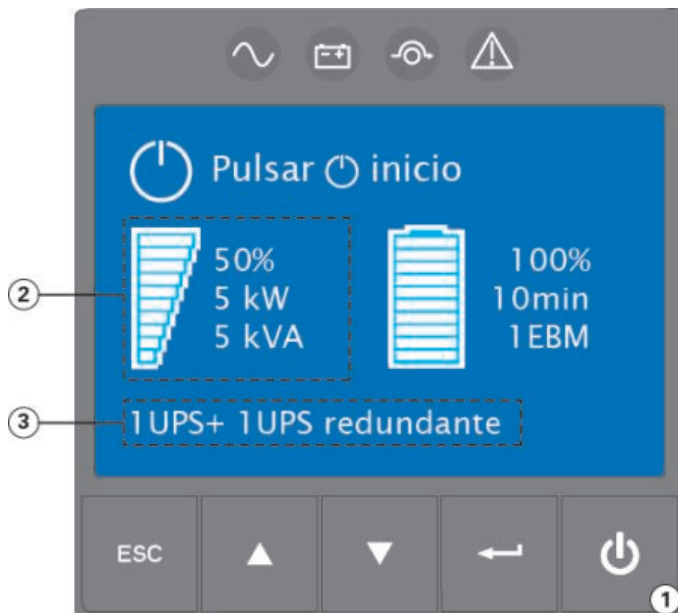 Pulsar inicio
50%
5 kW
5 kVA
100%
10min
1EBM
1UPS+ 1UPS redundante
2
3
ESC
1